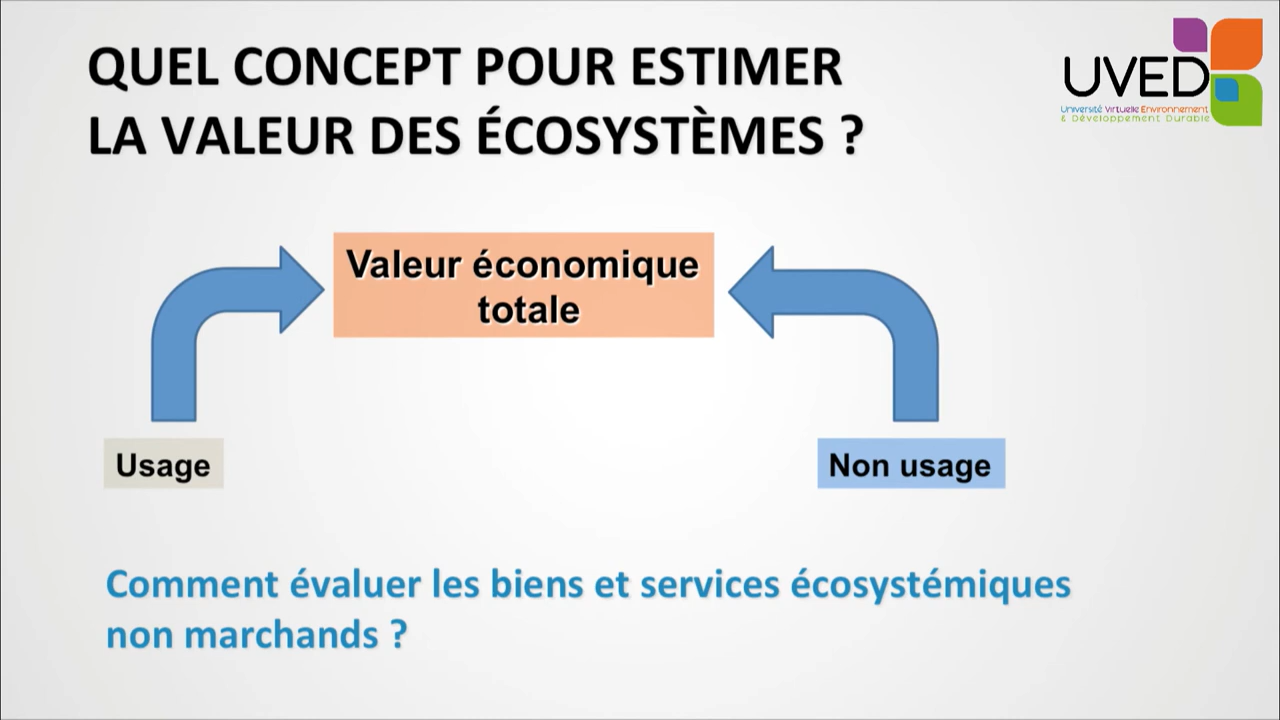 QUEL CONCEPT POUR ESTIMER
LA VALEUR DES ÉCOSYSTÈMES ?
UVED
Université Virtuelle Environnement
& Développement Durable
Valeur économique
totale
Usage
Non usage
Comment évaluer les biens et services écosystémiques
non marchands ?